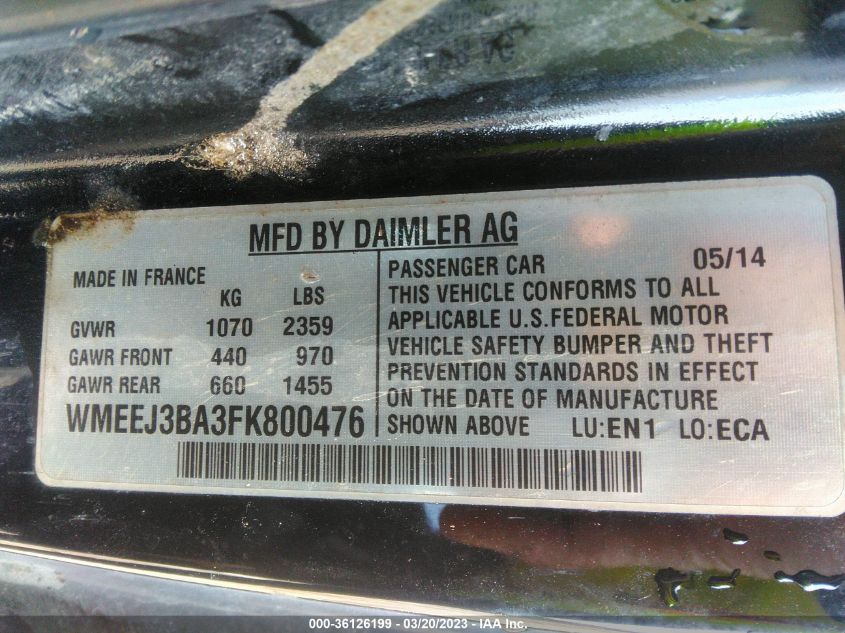 MFD BY DAIMLER AG
MADE IN FRANCE
KG LBS
GVWR 1070 2359
GAWR FRONT 440 970
GAWR REAR 660 1455
WMEEJ3BA3FK800476
PASSENGER CAR 05/14
THIS VEHICLE CONFORMS TO ALL
APPLICABLE U.S.FEDERAL MOTOR
VEHICLE SAFETY BUMPER AND THEFT
PREVENTION STANDARDS IN EFFECT
ON THE DATE OF MANUFACTURE
SHOWN ABOVE LU:EN1 LO:ECA
000-36126199 - 03/20/2023 - IAA Inc.